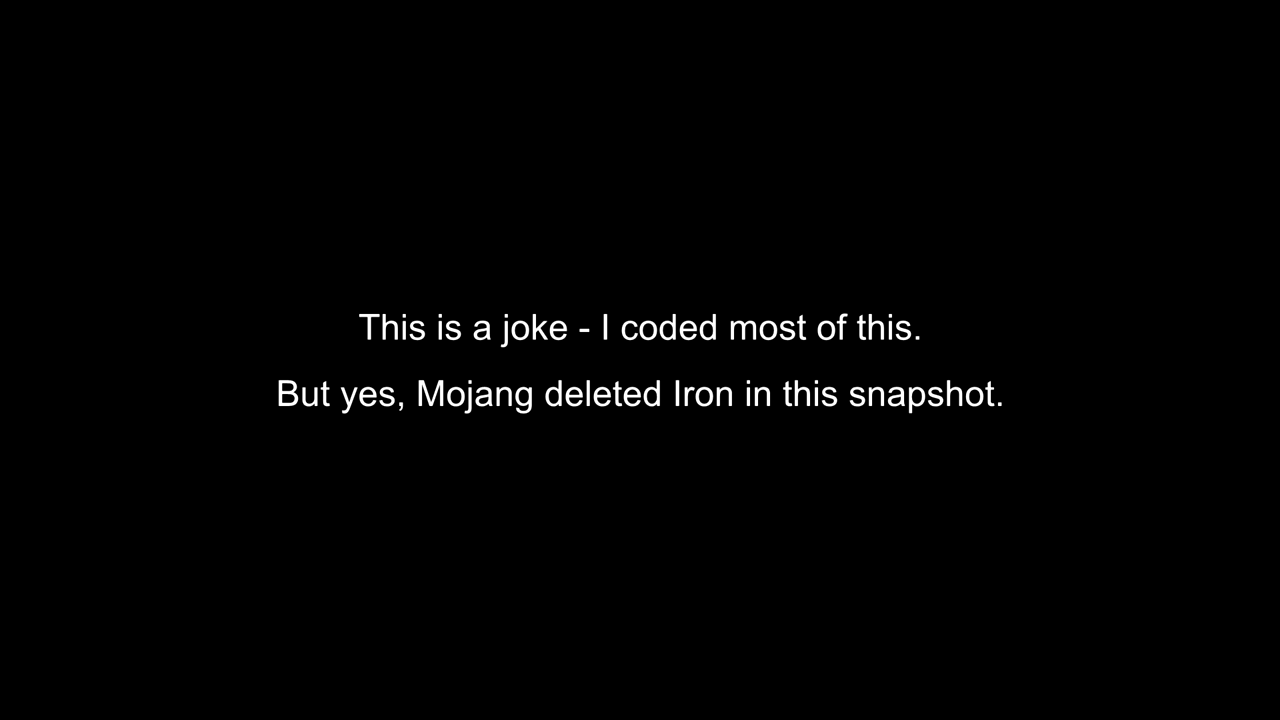 This is a joke - I coded most of this.
But yes, Mojang deleted Iron in this snapshot.